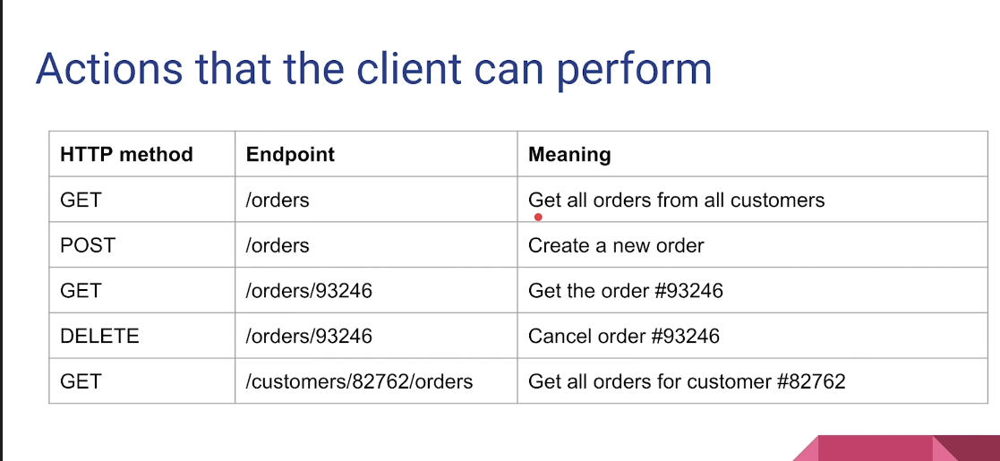 Actions that the client can perform
HTTP method Endpoint Meaning
GET /orders Get all orders from all customers
POST /orders Create a new order
GET /orders/93246 Get the order #93246
DELETE /orders/93246 Cancel order #93246
GET /customers/82762/orders Get all orders for customer #82762